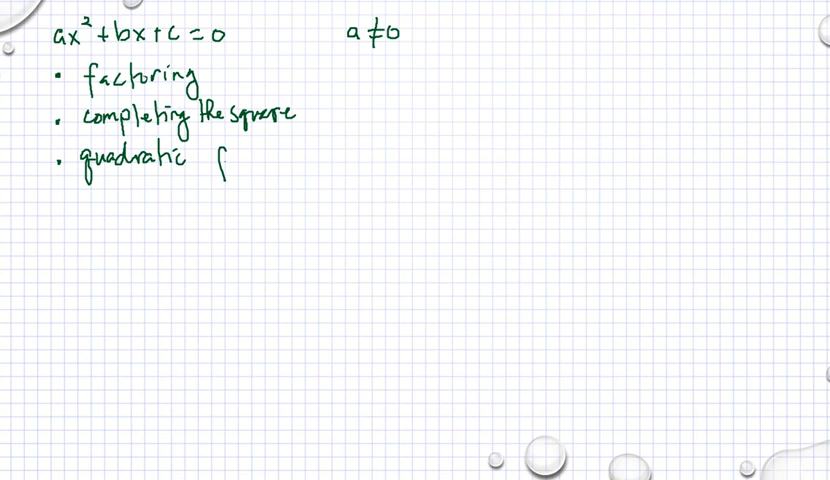 ax² + bx + c = 0 a ≠ 0
• factoring
• completing the square
• quadratic